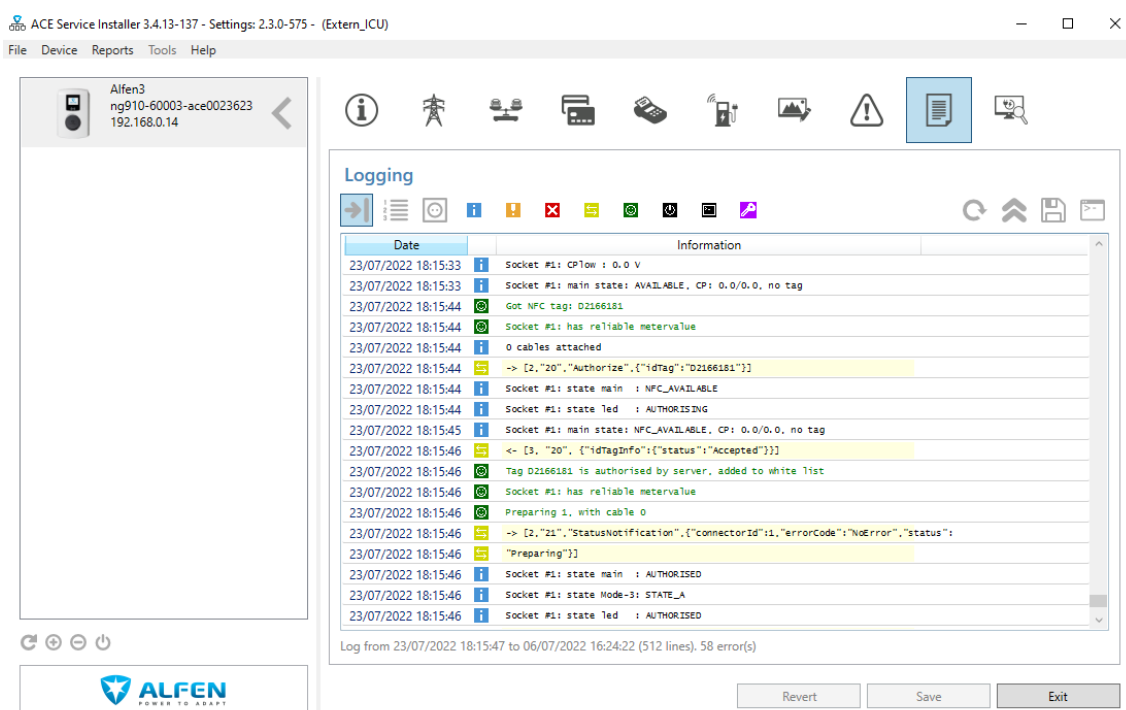 ACE Service Installer 3.4.13-137 - Settings: 2.3.0-575 - (Extern_ICU)
File Device Reports Tools Help
Alfen3
ng910-60003-ace0023623
192.168.0.14
Logging
Date Information
23/07/2022 18:15:33 Socket #1: CPlow : 0.0 V
23/07/2022 18:15:33 Socket #1: main state: AVAILABLE, CP: 0.0/0.0, no tag
23/07/2022 18:15:44 Got NFC tag: D2166181
23/07/2022 18:15:44 Socket #1: has reliable metervalue
23/07/2022 18:15:44 0 cables attached
23/07/2022 18:15:44 -> [2,"20","Authorize",{"idTag":"D2166181"}]
23/07/2022 18:15:44 Socket #1: state main : NFC_AVAILABLE
23/07/2022 18:15:44 Socket #1: state led : AUTHORISING
23/07/2022 18:15:45 Socket #1: main state: NFC_AVAILABLE, CP: 0.0/0.0, no tag
23/07/2022 18:15:46 <- [3, "20", {"idTagInfo":{"status":"Accepted"}}]
23/07/2022 18:15:46 Tag D2166181 is authorised by server, added to white list
23/07/2022 18:15:46 Socket #1: has reliable metervalue
23/07/2022 18:15:46 Preparing 1, with cable 0
23/07/2022 18:15:46 -> [2,"21","StatusNotification",{"connectorId":1,"errorCode":"NoError","status":
23/07/2022 18:15:46 "Preparing"}]
23/07/2022 18:15:46 Socket #1: state main : AUTHORISED
23/07/2022 18:15:46 Socket #1: state Mode-3: STATE_A
23/07/2022 18:15:46 Socket #1: state led : AUTHORISED
Log from 23/07/2022 18:15:47 to 06/07/2022 16:24:22 (512 lines). 58 error(s)
ALFEN
POWER TO ADAPT
Revert Save Exit